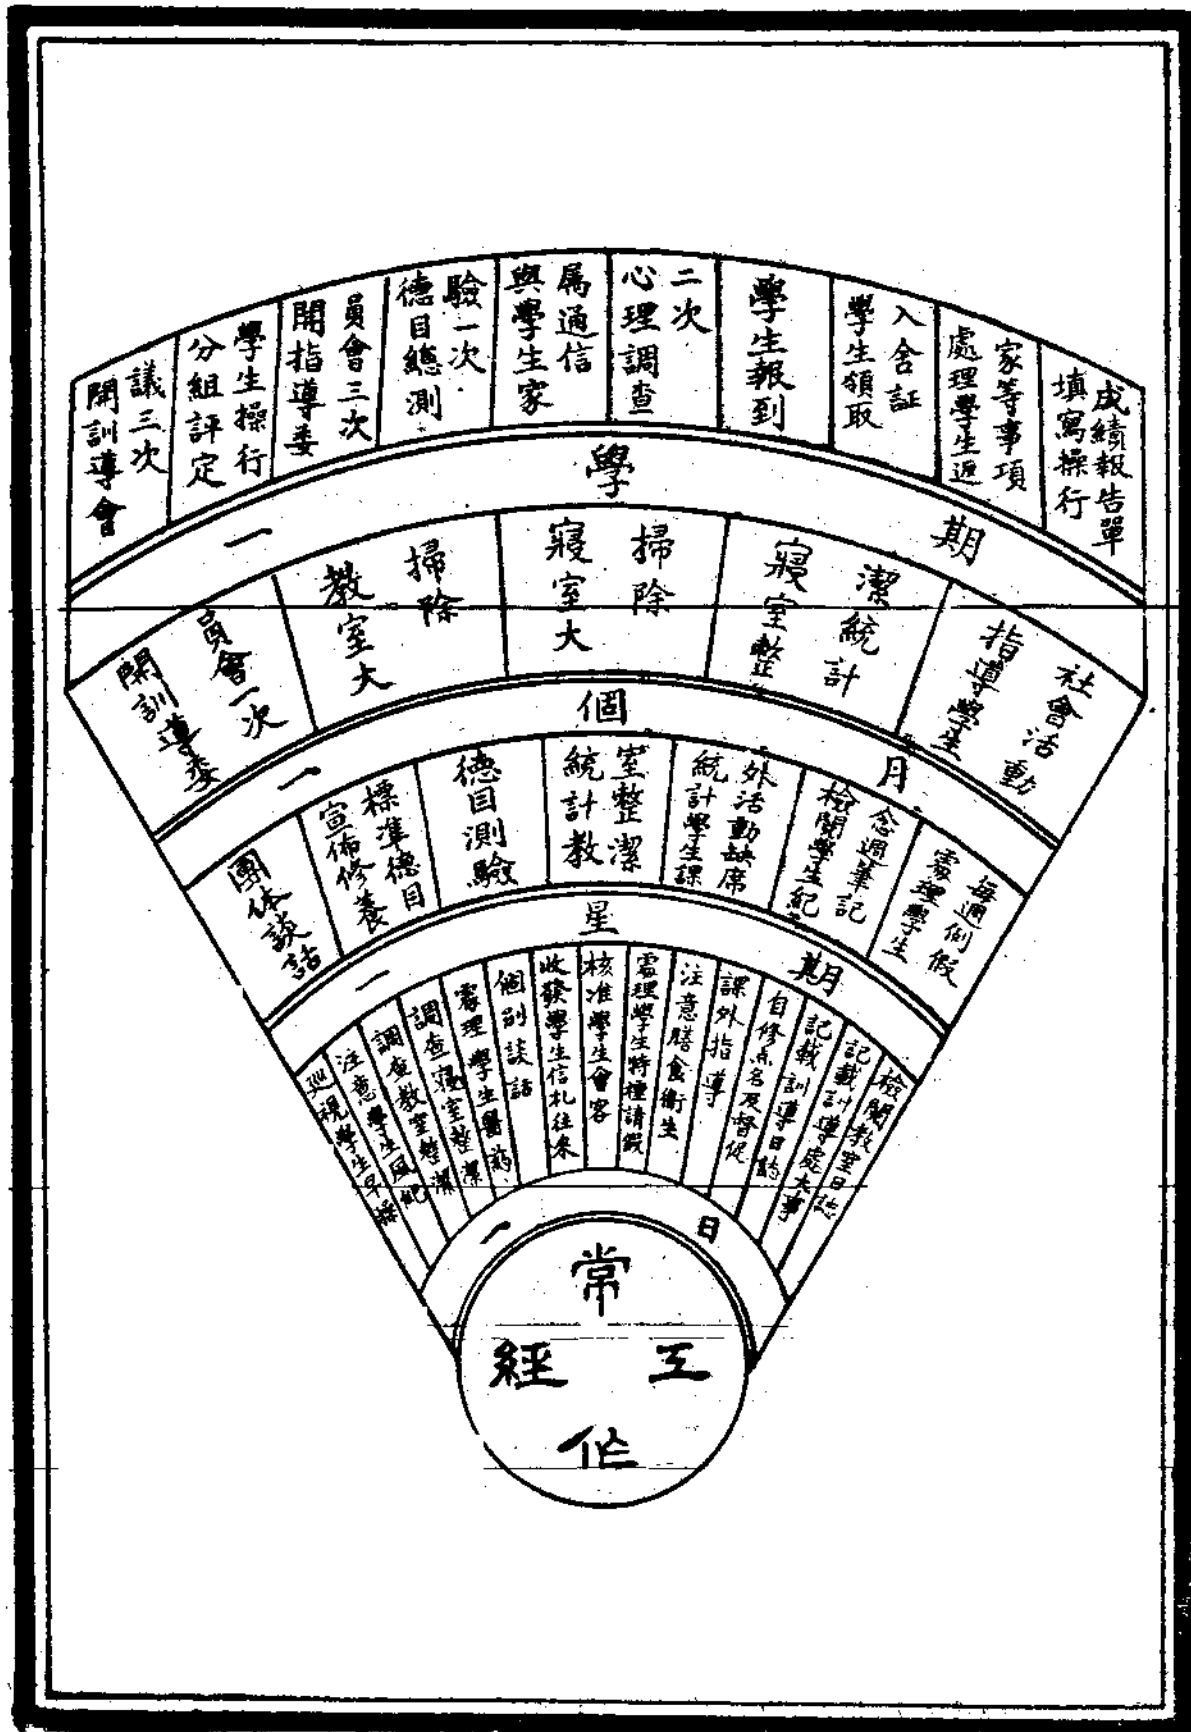 一學期
開訓導會
議三次
分組評定
學生操行
開指導委
員會三次
德目總測
驗一次
與學生家
屬通信
心理調查
二次
學生報到
學生領取
入舍証
處理學生返
家等事項
填寫操行
成績報告單
一個月
開訓導委
員會一次
教室大
掃除
寢室大
掃除
寢室整
潔統計
指導學生
社會活動
一星期
團体談話
宣佈修養
標準德目
德目測驗
統計教
室整潔
統計學生課
外活動缺席
檢閱學生紀
念週筆記
處理學生
每週例假
一日
巡視學生早操
注意學生風紀
調查教室整潔
調查寢室整潔
處理學生醫药
個別談話
收發學生信札往來
核准學生會客
處理學生特種請假
注意膳食衛生
課外指導
自修点名及督促
記載訓導日誌
記載訓導處大事
檢閱教室日誌
經常工作